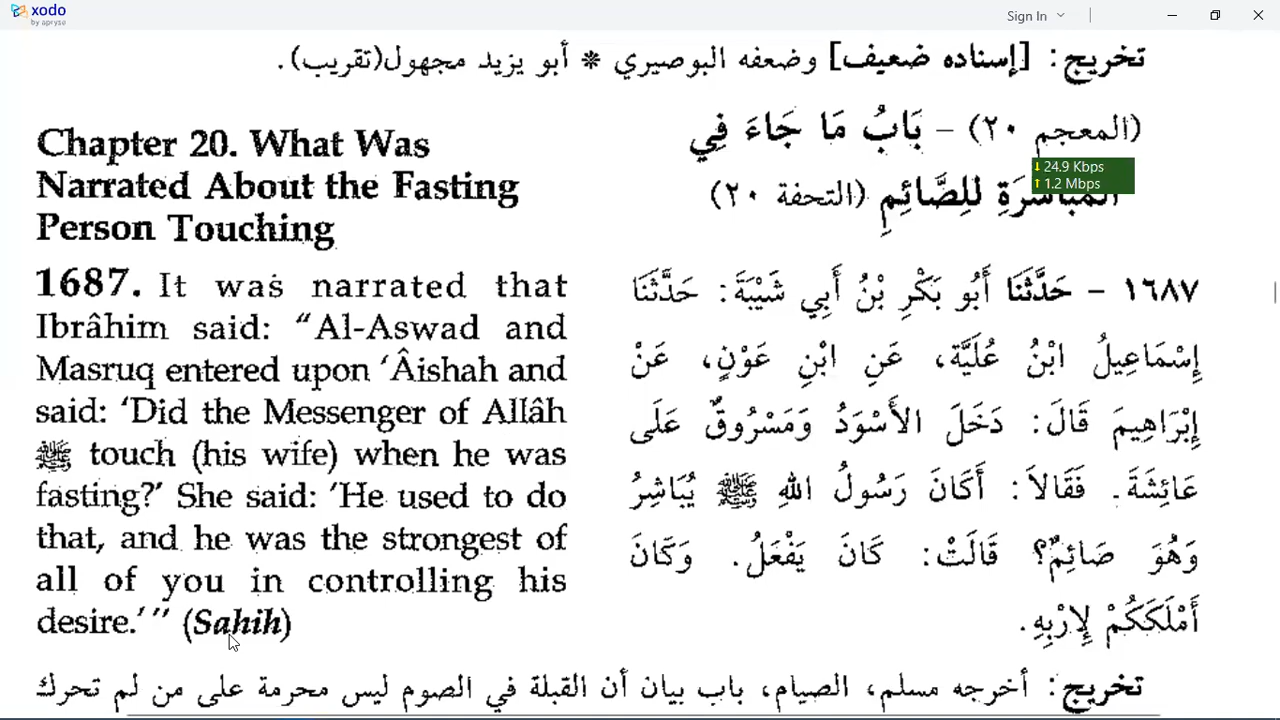 xodo
by apryse
Sign In
تخريج: [إسناده ضعيف] وضعفه البوصيري * أبو يزيد مجهول(تقريب).
Chapter 20. What Was
Narrated About the Fasting
Person Touching
(المعجم ٢٠) - بَابُ مَا جَاءَ فِي
المُبَاشَرَةِ لِلصَّائِمِ (التحفة ٢٠)
24.9 Kbps
1.2 Mbps
1687. It was narrated that
Ibrâhim said: "Al-Aswad and
Masruq entered upon 'Âishah and
said: 'Did the Messenger of Allâh
ﷺ touch (his wife) when he was
fasting?' She said: 'He used to do
that, and he was the strongest of
all of you in controlling his
desire.'" (Sahih)
١٦٨٧ - حَدَّثَنَا أَبُو بَكْرِ بْنُ أَبِي شَيْبَةَ: حَدَّثَنَا
إِسْمَاعِيلُ ابْنُ عُلَيَّةَ، عَنِ ابْنِ عَوْنٍ، عَنْ
إِبْرَاهِيمَ قَالَ: دَخَلَ الأَسْوَدُ وَمَسْرُوقٌ عَلَى
عَائِشَةَ. فَقَالاَ: أَكَانَ رَسُولُ اللهِ ﷺ يُبَاشِرُ
وَهُوَ صَائِمٌ؟ قَالَتْ: كَانَ يَفْعَلُ. وَكَانَ
أَمْلَكَكُمْ لِإِرْبِهِ.
تخريج: أخرجه مسلم، الصيام، باب بيان أن القبلة في الصوم ليس محرمة على من لم تحرك